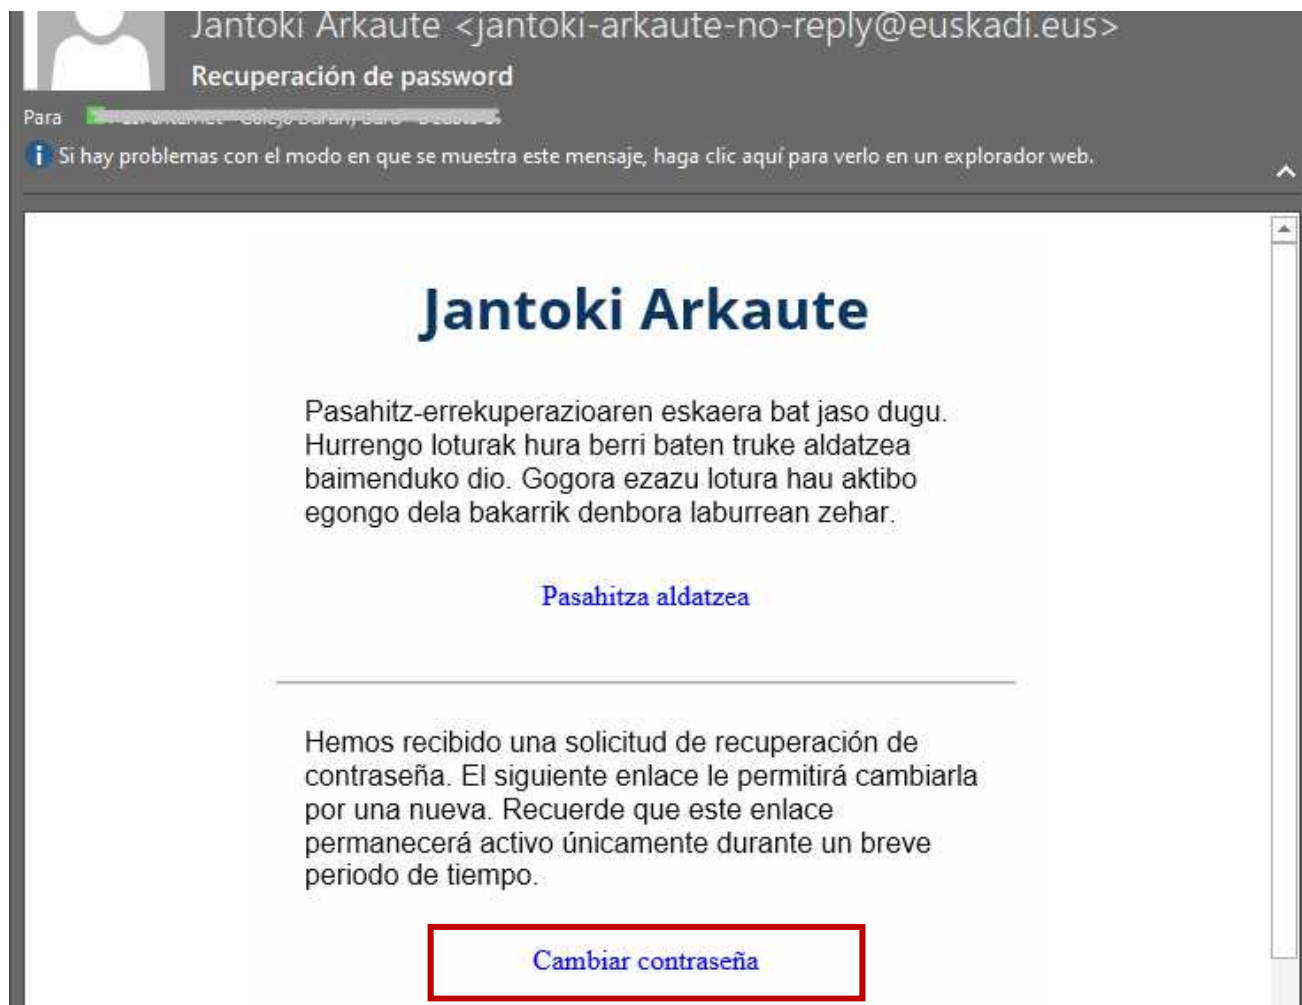 Jantoki Arkaute <jantoki-arkaute-no-reply@euskadi.eus>
Recuperación de password
Para
Si hay problemas con el modo en que se muestra este mensaje, haga clic aquí para verlo en un explorador web.
Jantoki Arkaute
Pasahitz-errekuperazioaren eskaera bat jaso dugu.
Hurrengo loturak hura berri baten truke aldatzea
baimenduko dio. Gogora ezazu lotura hau aktibo
egongo dela bakarrik denbora laburrean zehar.
Pasahitza aldatzea
Hemos recibido una solicitud de recuperación de
contraseña. El siguiente enlace le permitirá cambiarla
por una nueva. Recuerde que este enlace
permanecerá activo únicamente durante un breve
periodo de tiempo.
Cambiar contraseña